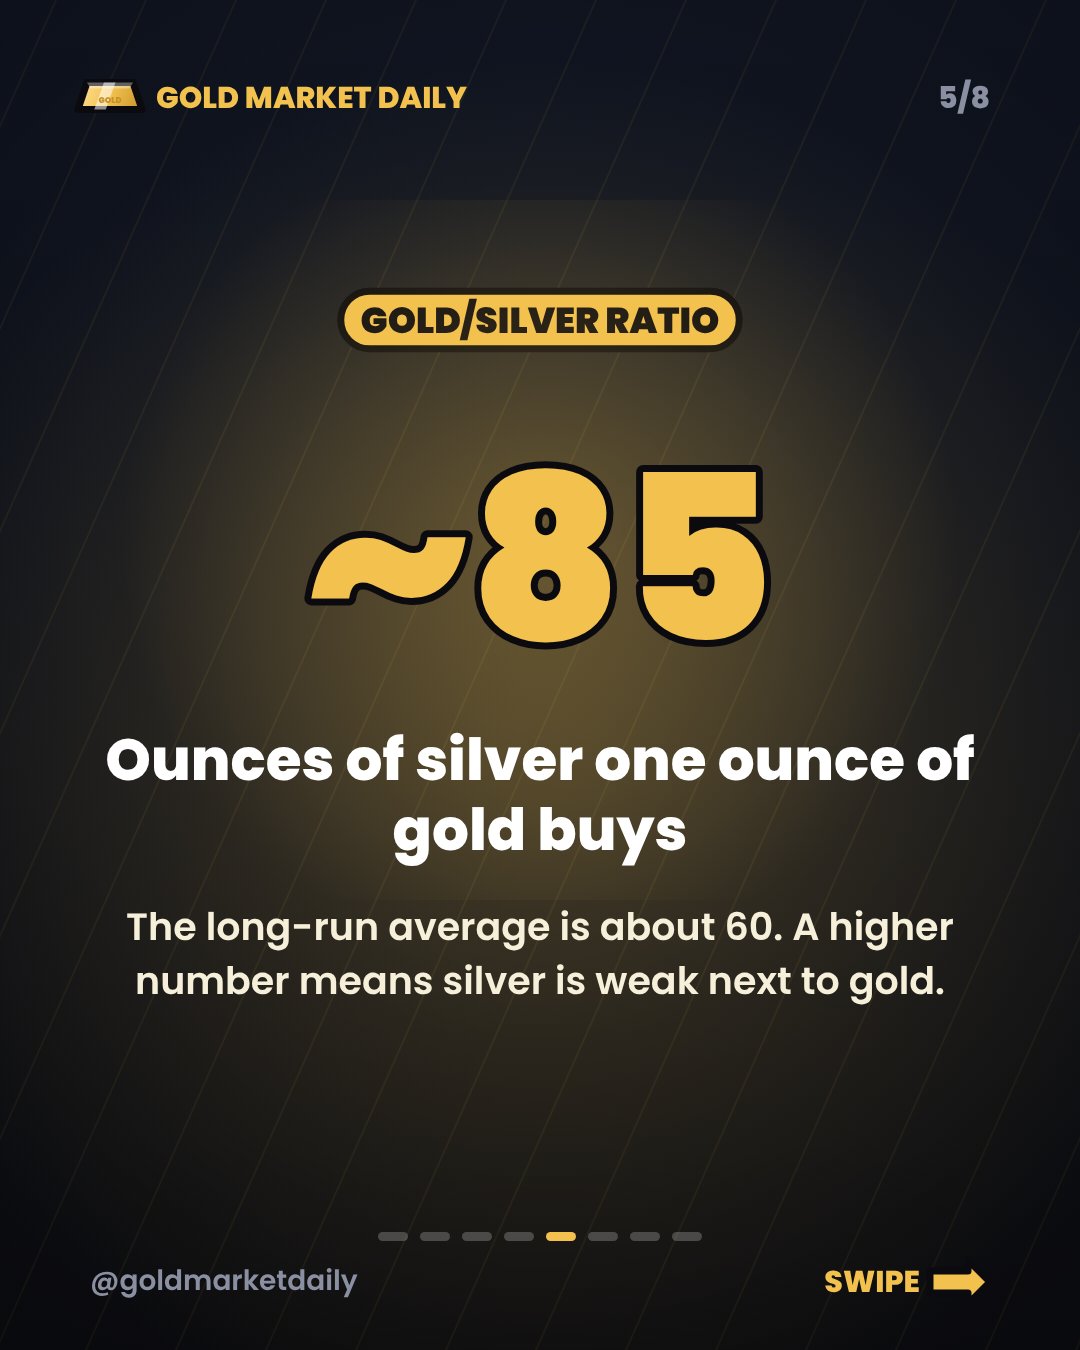 GOLD
GOLD MARKET DAILY
5/8
GOLD/SILVER RATIO
~85
Ounces of silver one ounce of
gold buys
The long-run average is about 60. A higher
number means silver is weak next to gold.
@goldmarketdaily
SWIPE